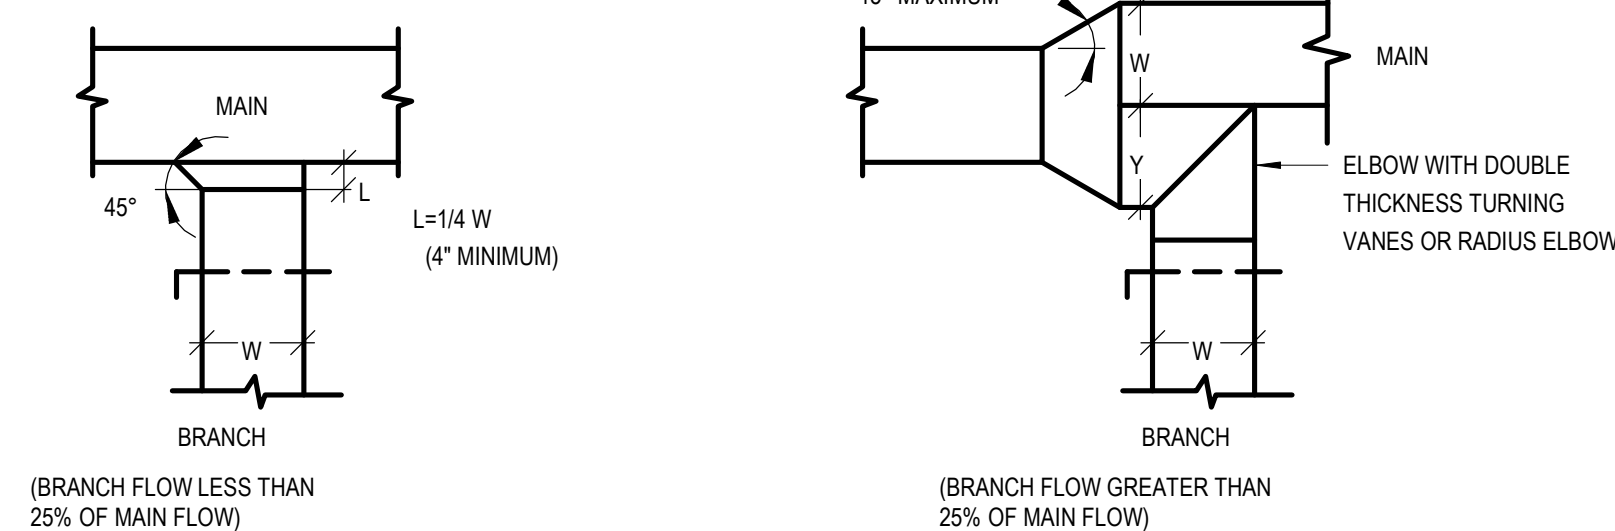 MAIN
45°
L
L=1/4 W
(4" MINIMUM)
W
BRANCH
(BRANCH FLOW LESS THAN
25% OF MAIN FLOW)
MAXIMUM
W
MAIN
Y
ELBOW WITH DOUBLE
THICKNESS TURNING
VANES OR RADIUS ELBOW
W
BRANCH
(BRANCH FLOW GREATER THAN
25% OF MAIN FLOW)